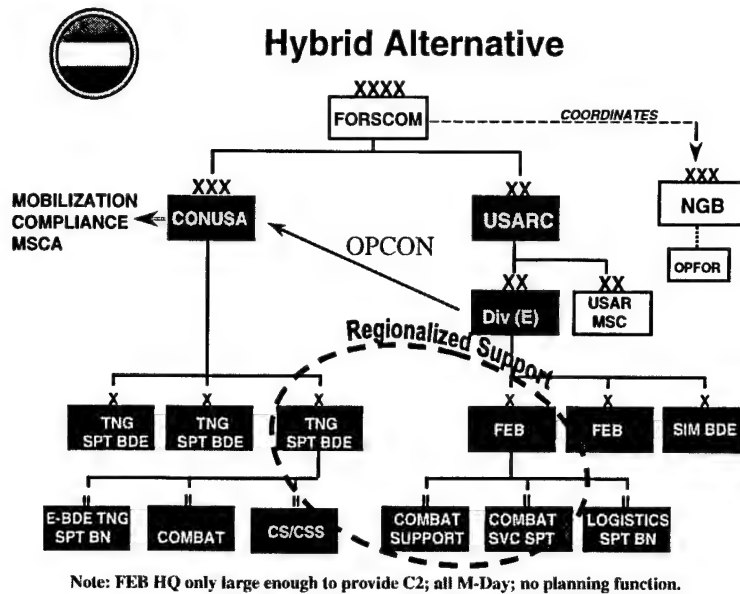 Hybrid Alternative
XXXX
FORSCOM
COORDINATES
XXX
CONUSA
XX
USARC
XXX
NGB
OPFOR
MOBILIZATION
COMPLIANCE
MSCA
OPCON
XX
Div (E)
XX
USAR
MSC
Regionalized Support
X
TNG
SPT BDE
X
TNG
SPT BDE
X
TNG
SPT BDE
X
FEB
X
FEB
X
SIM BDE
II
E-BDE TNG
SPT BN
II
COMBAT
II
CS/CSS
II
COMBAT
SUPPORT
II
COMBAT
SVC SPT
II
LOGISTICS
SPT BN
Note: FEB HQ only large enough to provide C2; all M-Day; no planning function.